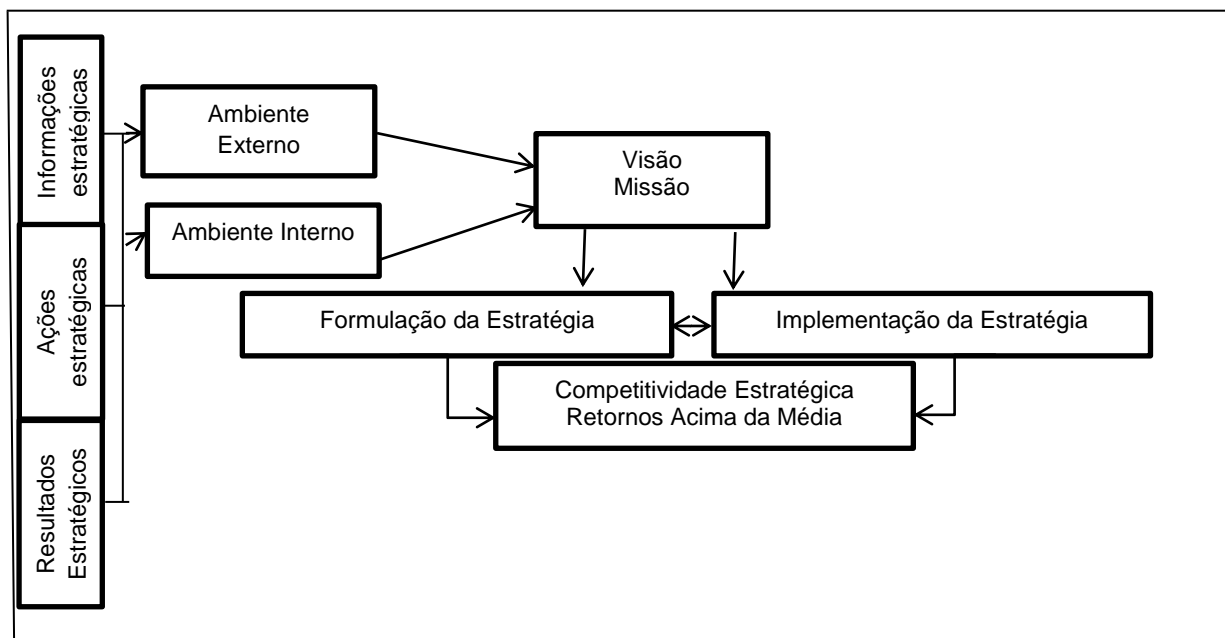 Informações
estratégicas
Ações
estratégicas
Resultados
Estratégicos
Ambiente
Externo
Ambiente Interno
Visão
Missão
Formulação da Estratégia
Implementação da Estratégia
Competitividade Estratégica
Retornos Acima da Média